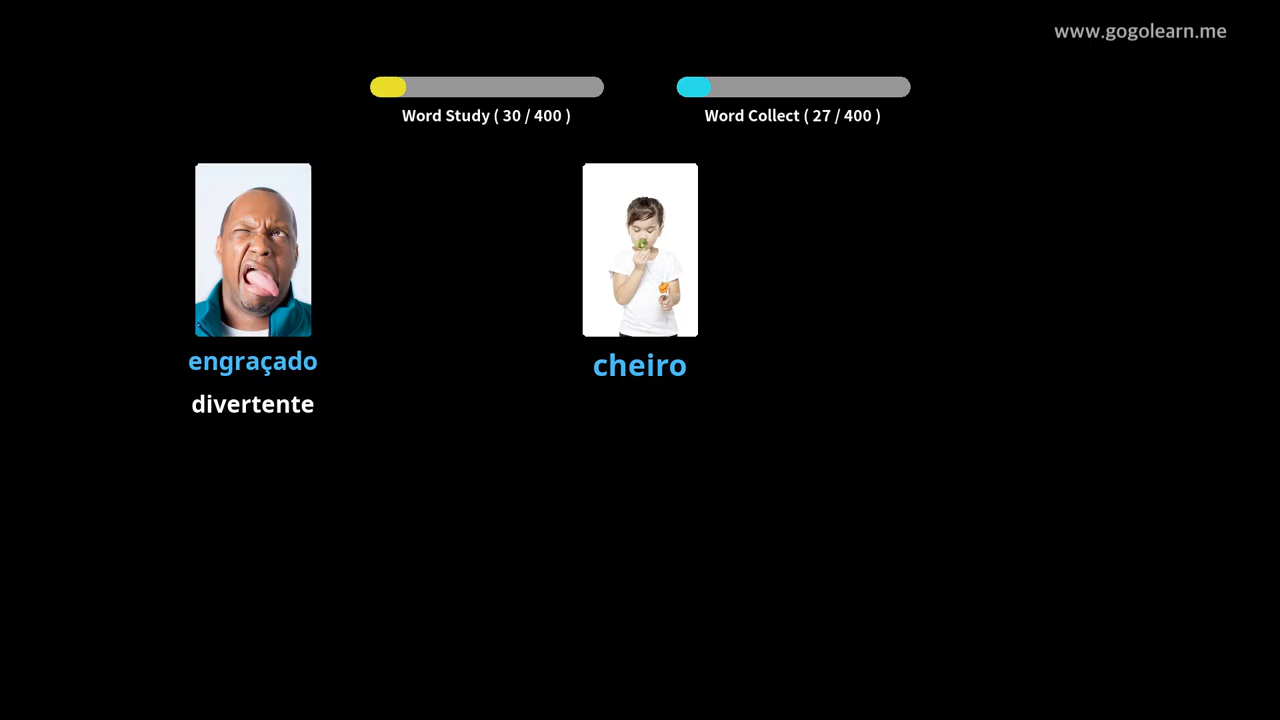 www.gogolearn.me
Word Study ( 30 / 400 )
Word Collect ( 27 / 400 )
engraçado
divertente
cheiro